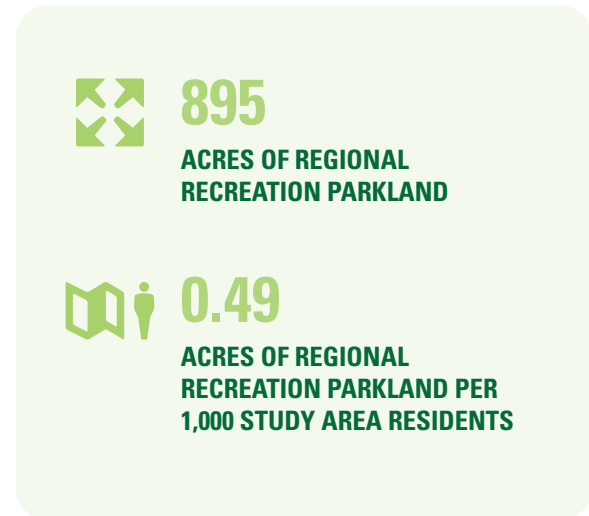 895
ACRES OF REGIONAL
RECREATION PARKLAND
0.49
ACRES OF REGIONAL
RECREATION PARKLAND PER
1,000 STUDY AREA RESIDENTS